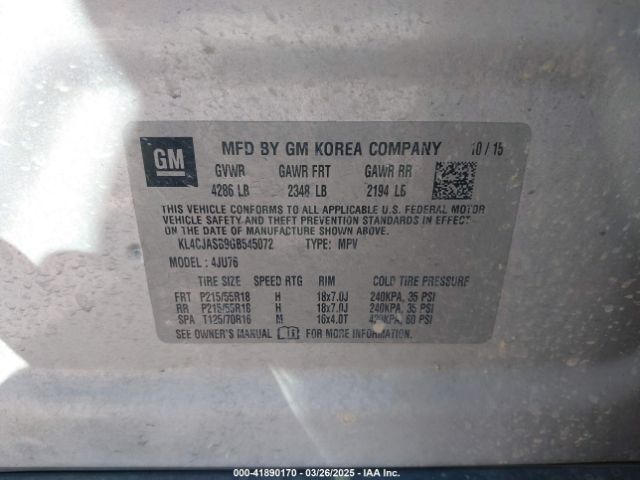 GM
MFD BY GM KOREA COMPANY 10 / 15
GVWR GAWR FRT GAWR RR
4286 LB 2348 LB 2194 LB
THIS VEHICLE CONFORMS TO ALL APPLICABLE U.S. FEDERAL MOTOR
VEHICLE SAFETY AND THEFT PREVENTION STANDARDS IN EFFECT
ON THE DATE OF MANUFACTURE SHOWN ABOVE.
KL4CJASB9GB545072 TYPE: MPV
MODEL : 4JU76
TIRE SIZE SPEED RTG RIM COLD TIRE PRESSURE
FRT P215/55R18 H 18x7.0J 240KPA, 35 PSI
RR P215/55R18 H 18x7.0J 240KPA, 35 PSI
SPA T125/70R16 M 16x4.0T 420KPA, 60 PSI
SEE OWNER'S MANUAL FOR MORE INFORMATION.
000-41890170 - 03/26/2025 - IAA Inc.